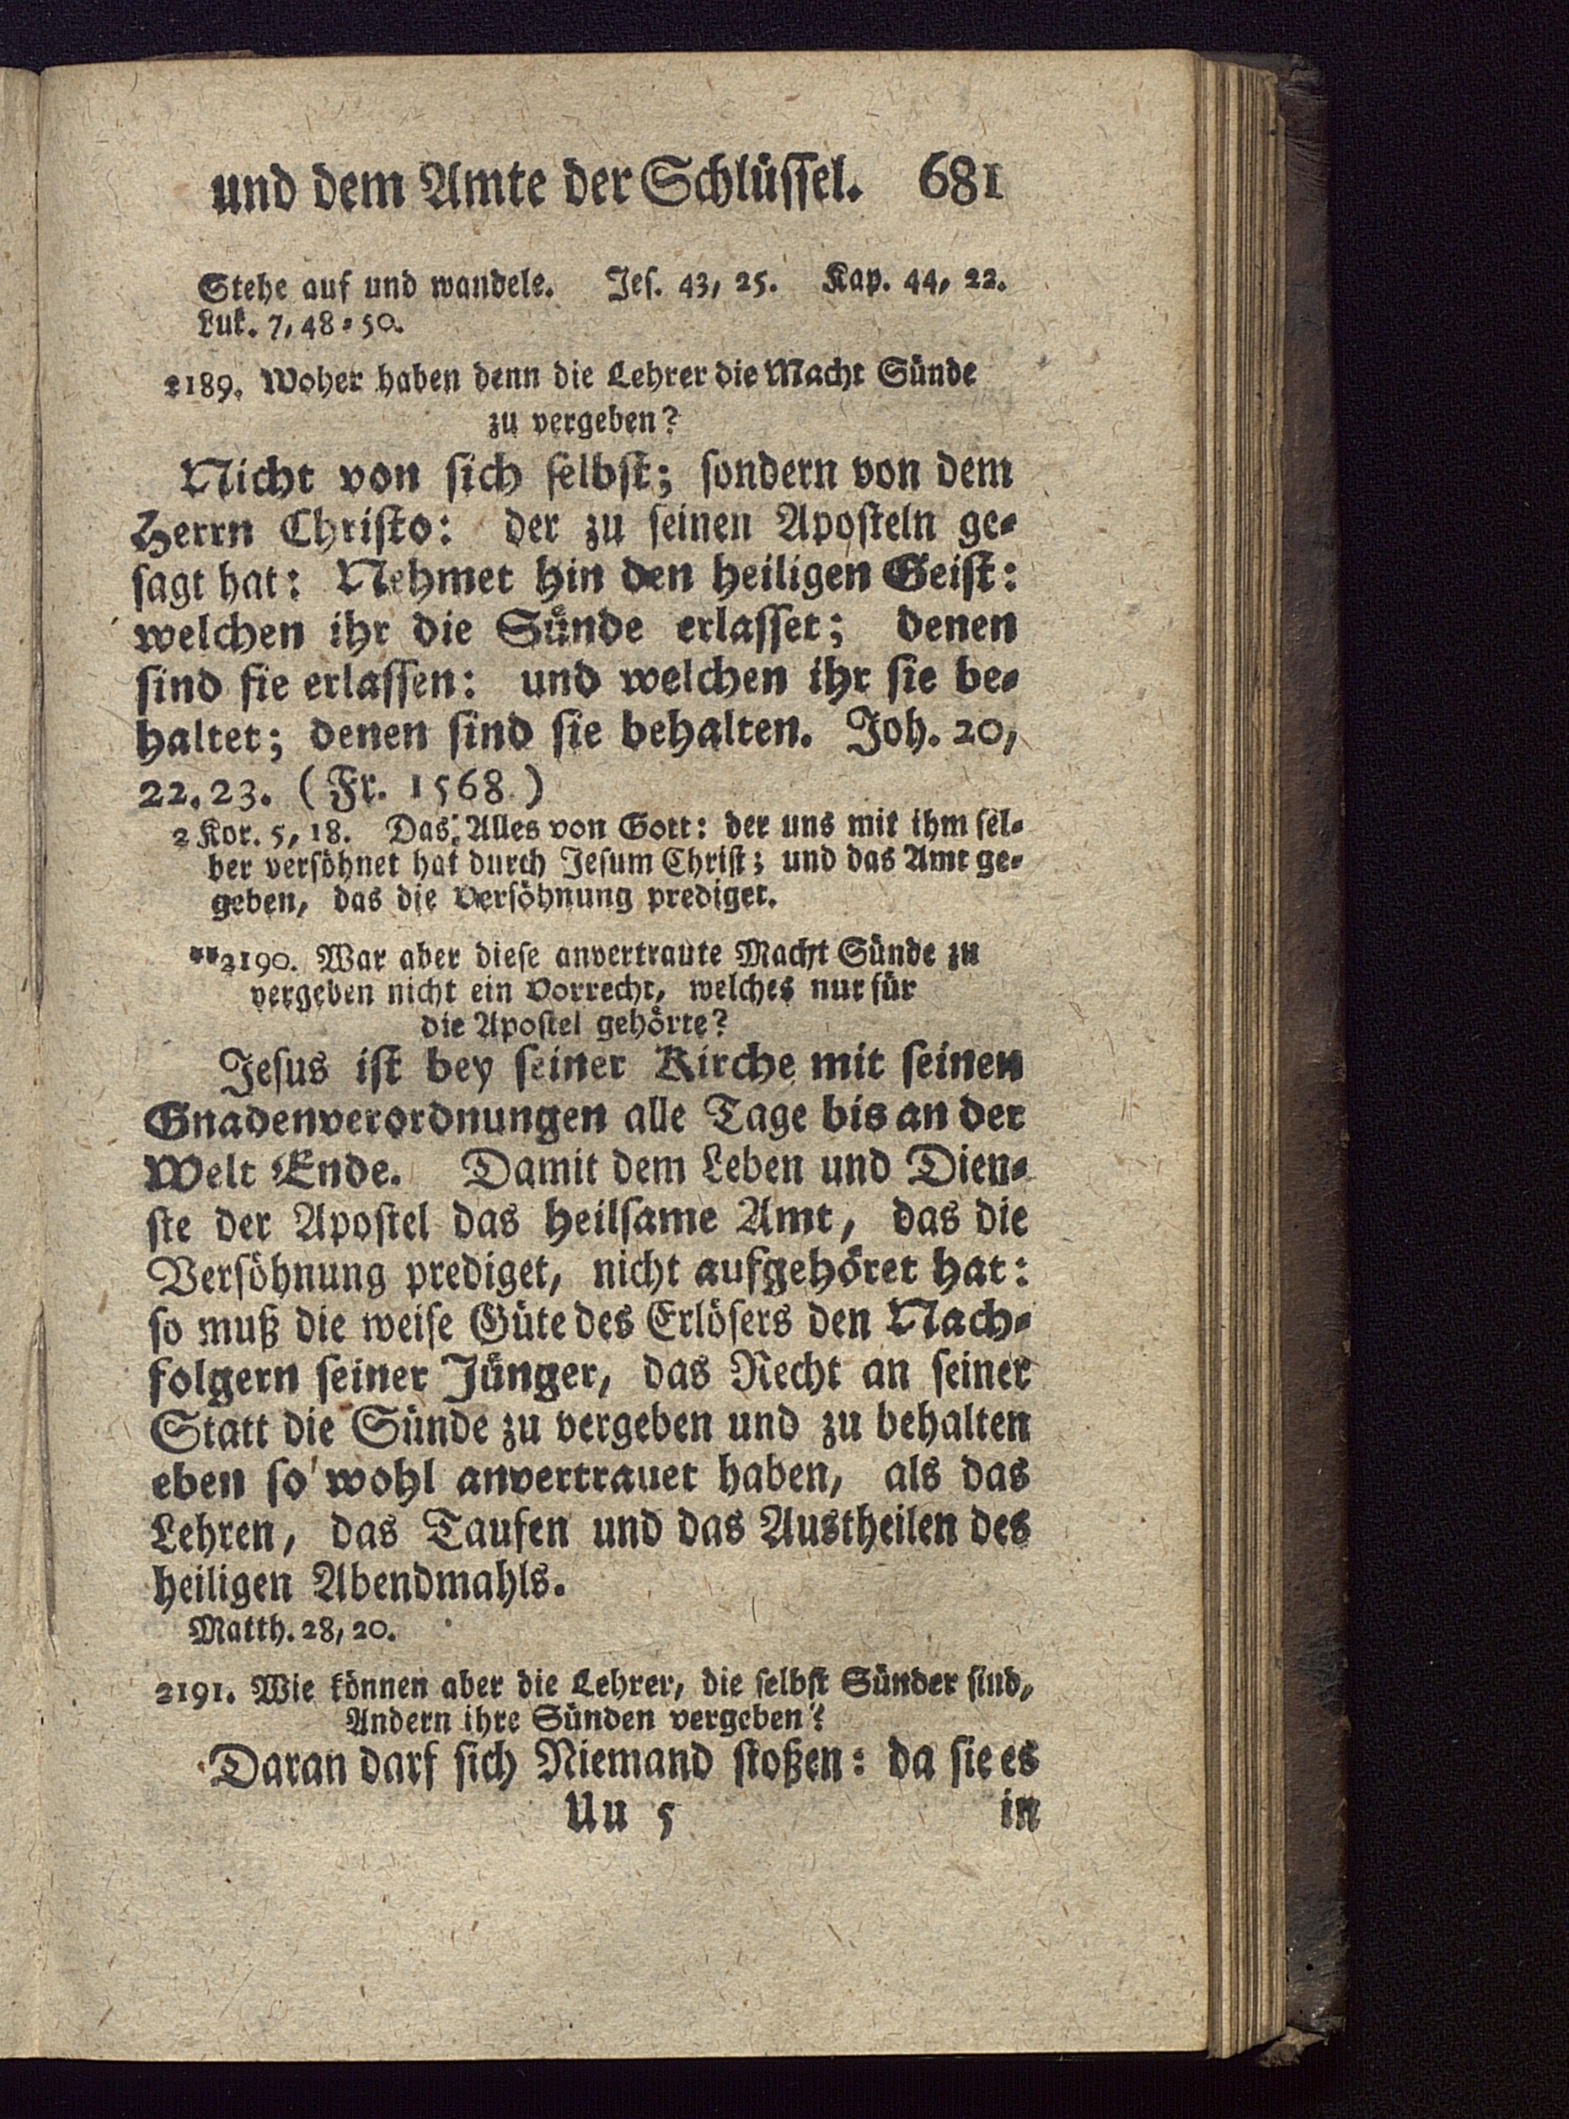 und dem Amte der Schlüssel. 681
Stehe auf und wandele. Jes. 43, 25. Kap. 44, 22.
Luk. 7, 48-50.
2189. Woher haben denn die Lehrer die Macht Sünde
zu vergeben?
Nicht von sich selbst; sondern von dem
Herrn Christo: der zu seinen Aposteln ge-
sagt hat: Nehmet hin den heiligen Geist:
welchen ihr die Sünde erlasset; denen
sind sie erlassen: und welchen ihr sie be-
haltet; denen sind sie behalten. Joh. 20,
22. 23. (Fr. 1568.)
2 Kor. 5, 18. Das Alles von Gott: der uns mit ihm sel-
ber versöhnet hat durch Jesum Christ; und das Amt ge-
geben, das die Versöhnung prediget.
**2190. War aber diese anvertraute Macht Sünde zu
vergeben nicht ein Vorrecht, welches nur für
die Apostel gehörte?
Jesus ist bey seiner Kirche mit seinen
Gnadenverordnungen alle Tage bis an der
Welt Ende. Damit dem Leben und Dien-
ste der Apostel das heilsame Amt, das die
Versöhnung prediget, nicht aufgehöret hat:
so muß die weise Güte des Erlösers den Nach-
folgern seiner Jünger, das Recht an seiner
Statt die Sünde zu vergeben und zu behalten
eben so wohl anvertrauet haben, als das
Lehren, das Taufen und das Austheilen des
heiligen Abendmahls.
Matth. 28, 20.
2191. Wie können aber die Lehrer, die selbst Sünder sind,
Andern ihre Sünden vergeben?
Daran darf sich Niemand stoßen: da sie es
Uu 5 in